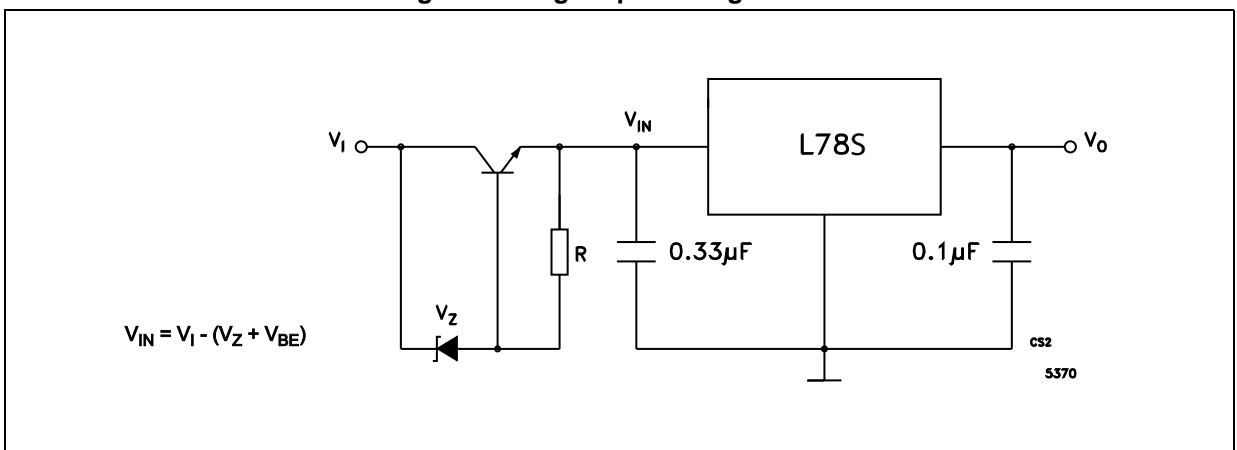 V_I
V_IN
L78S
V_O
R
0.33µF
0.1µF
V_Z
V_IN = V_I - (V_Z + V_BE)
CS2
5370